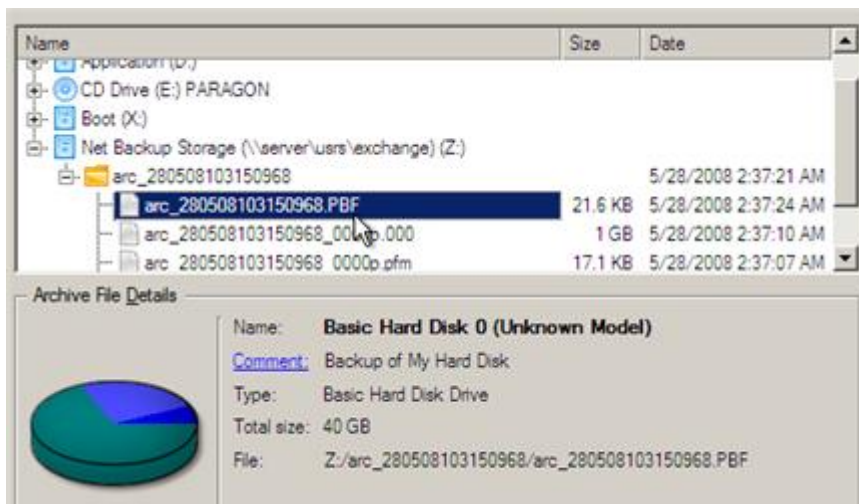 Name Size Date
Application (D:)
CD Drive (E:) PARAGON
Boot (X:)
Net Backup Storage (\\server\usrs\exchange) (Z:)
arc_280508103150968 5/28/2008 2:37:21 AM
arc_280508103150968.PBF 21.6 KB 5/28/2008 2:37:24 AM
1 GB 5/28/2008 2:37:10 AM
arc_280508103150968_0000p.pfm 17.1 KB 5/28/2008 2:37:07 AM
Archive File Details
Name: Basic Hard Disk 0 (Unknown Model)
Comment: Backup of My Hard Disk
Type: Basic Hard Disk Drive
Total size: 40 GB
File: Z:/arc_280508103150968/arc_280508103150968.PBF